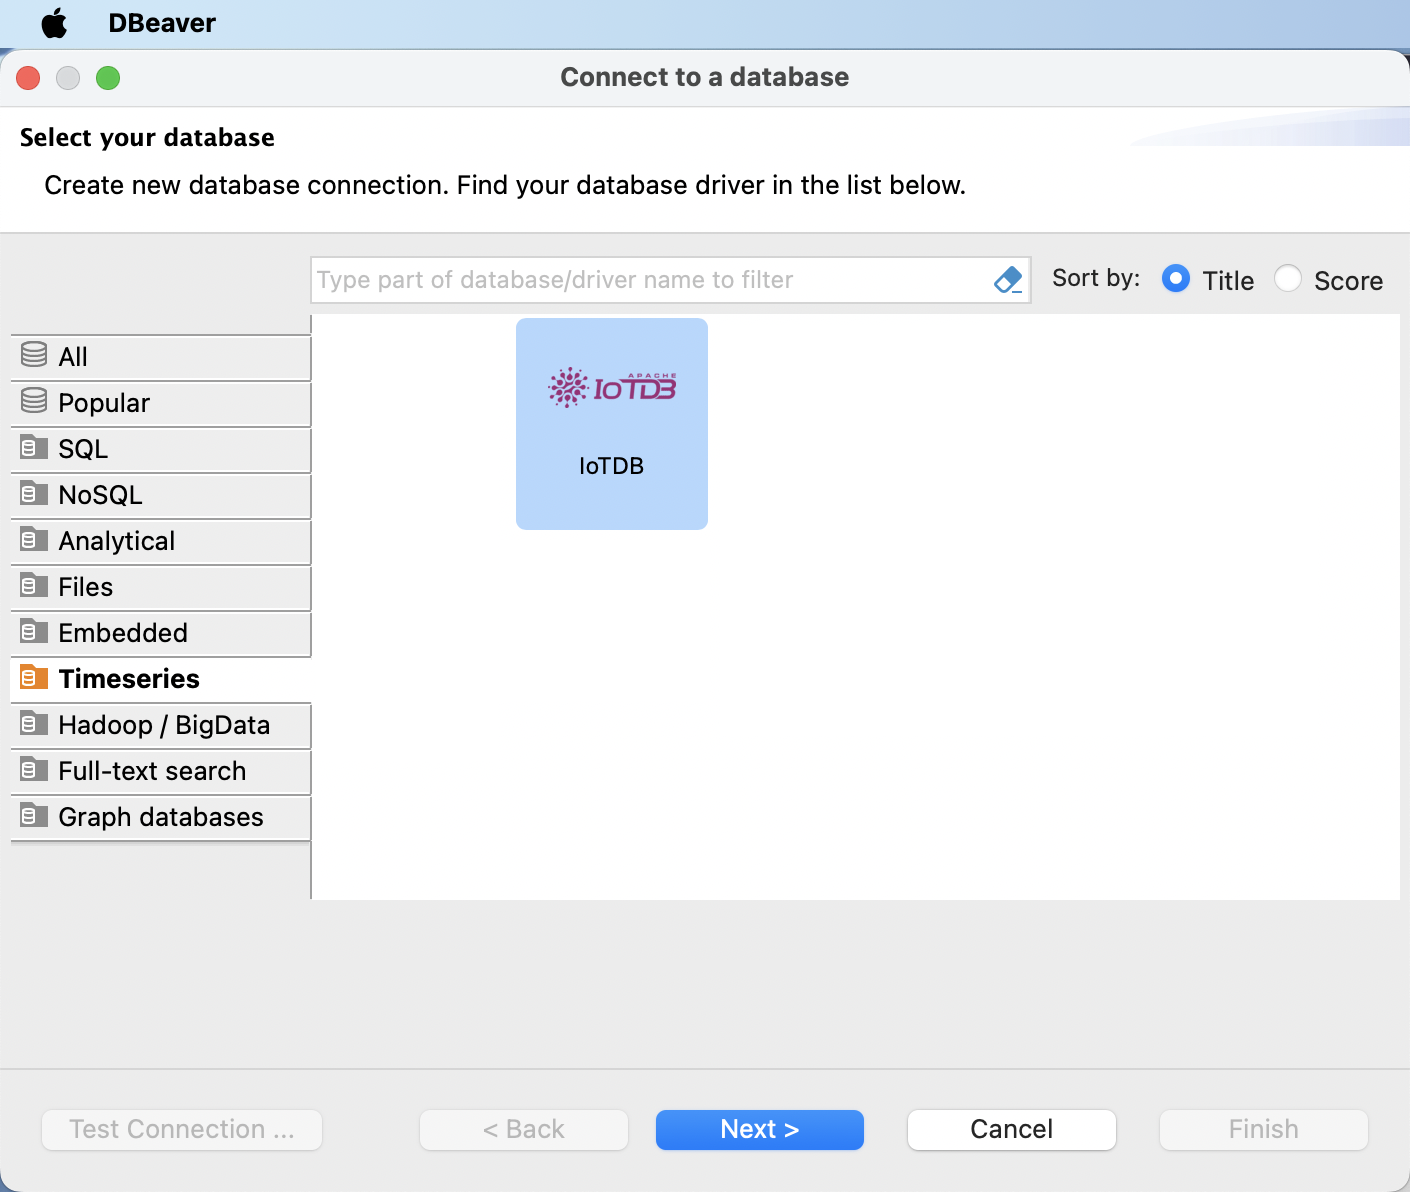 DBeaver
Connect to a database
Select your database
Create new database connection. Find your database driver in the list below.
Type part of database/driver name to filter
Sort by: Title Score
All
Popular
SQL
NoSQL
Analytical
Files
Embedded
Timeseries
Hadoop / BigData
Full-text search
Graph databases
APACHE
IoTDB
IoTDB
Test Connection ... < Back Next > Cancel Finish